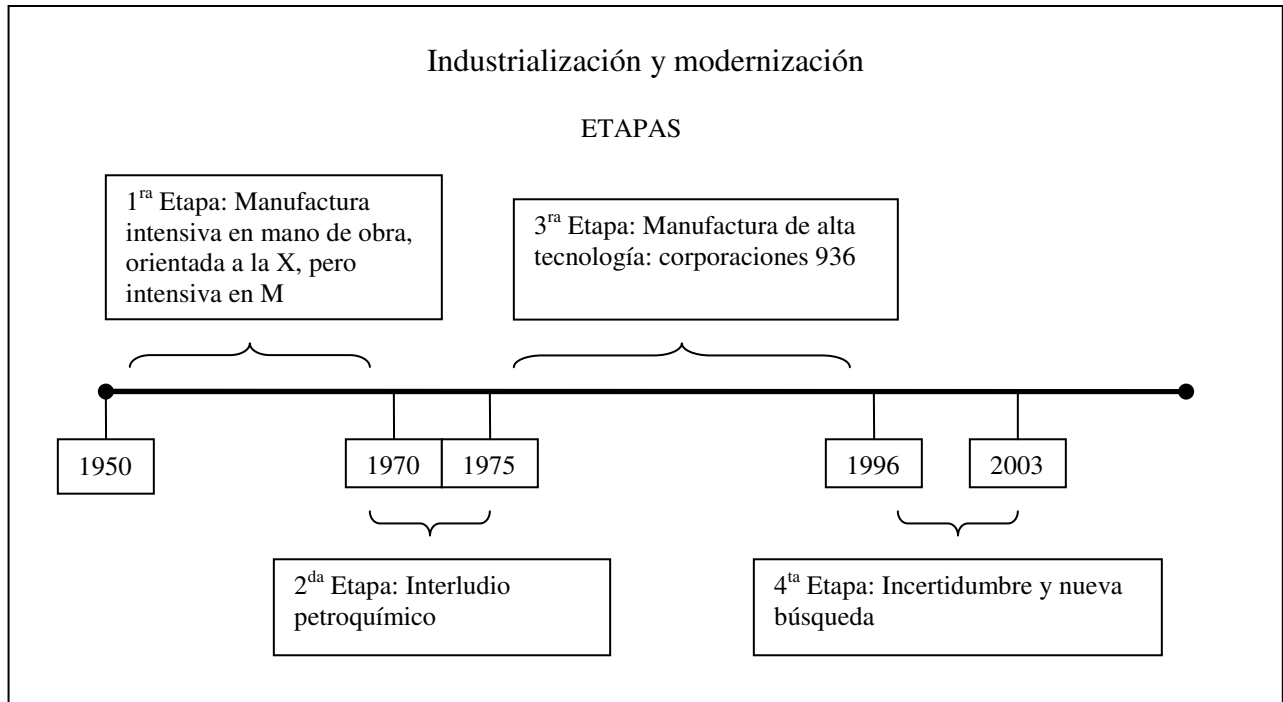 Industrialización y modernización
ETAPAS
1ra Etapa: Manufactura
intensiva en mano de obra,
orientada a la X, pero
intensiva en M
3ra Etapa: Manufactura de alta
tecnología: corporaciones 936
1950
1970
1975
1996
2003
2da Etapa: Interludio
petroquímico
4ta Etapa: Incertidumbre y nueva
búsqueda